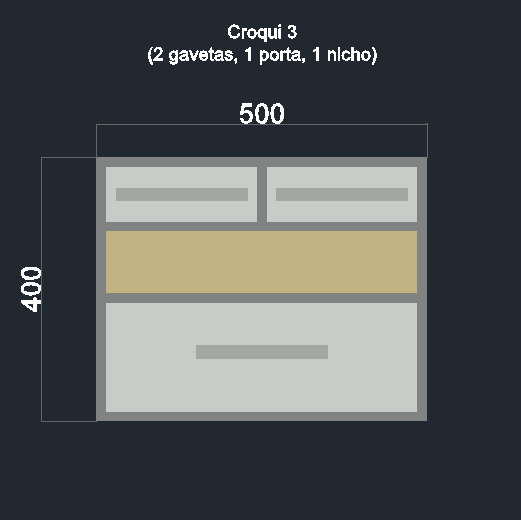 Croqui 3
(2 gavetas, 1 porta, 1 nicho)
500
400